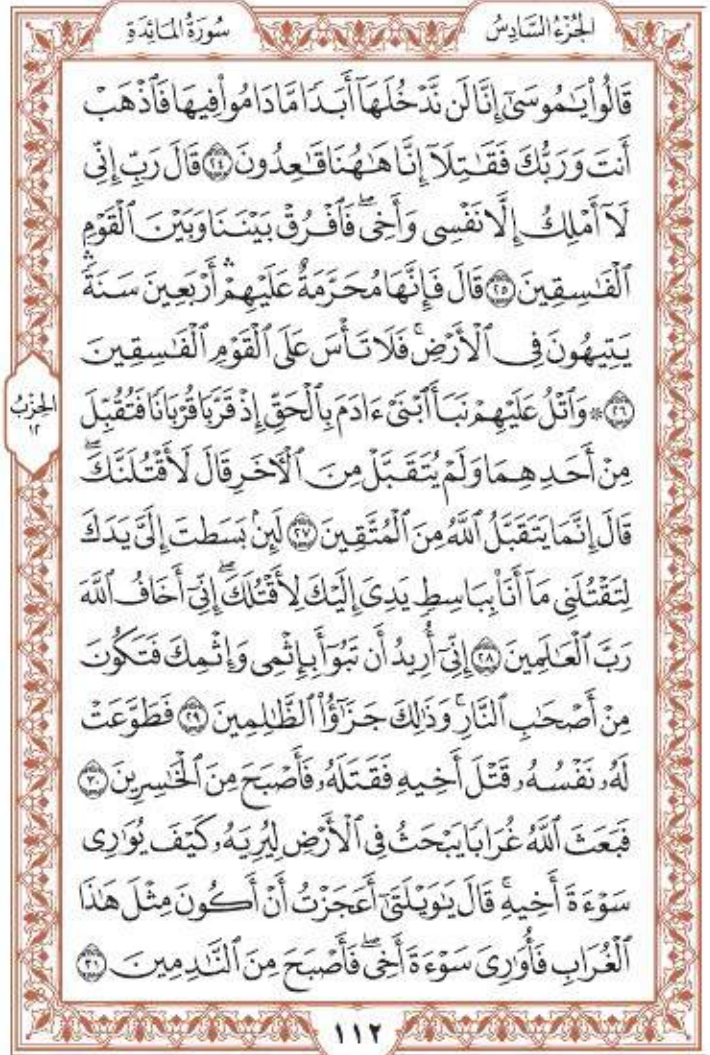 الجُزْءُ السَّادِسُ
سُورَةُ المَائِدَةِ
قَالُواْ يَٰمُوسَىٰٓ إِنَّا لَن نَّدْخُلَهَآ أَبَدٗا مَّا دَامُواْ فِيهَا فَٱذْهَبْ
أَنتَ وَرَبُّكَ فَقَٰتِلَآ إِنَّا هَٰهُنَا قَٰعِدُونَ ٢٤ قَالَ رَبِّ إِنِّي
لَآ أَمْلِكُ إِلَّا نَفْسِي وَأَخِيۖ فَٱفْرُقْ بَيْنَنَا وَبَيْنَ ٱلْقَوْمِ
ٱلْفَٰسِقِينَ ٢٥ قَالَ فَإِنَّهَا مُحَرَّمَةٌ عَلَيْهِمْۛ أَرْبَعِينَ سَنَةٗۛ
يَتِيهُونَ فِي ٱلْأَرْضِۚ فَلَا تَأْسَ عَلَى ٱلْقَوْمِ ٱلْفَٰسِقِينَ
٢٦ ۞ وَٱتْلُ عَلَيْهِمْ نَبَأَ ٱبْنَيْ ءَادَمَ بِٱلْحَقِّ إِذْ قَرَّبَا قُرْبَانٗا فَتُقُبِّلَ
مِنْ أَحَدِهِمَا وَلَمْ يُتَقَبَّلْ مِنَ ٱلْأٓخَرِ قَالَ لَأَقْتُلَنَّكَۖ
قَالَ إِنَّمَا يَتَقَبَّلُ ٱللَّهُ مِنَ ٱلْمُتَّقِينَ ٢٧ لَئِنۢ بَسَطتَ إِلَيَّ يَدَكَ
لِتَقْتُلَنِي مَآ أَنَا۠ بِبَاسِطٖ يَدِيَ إِلَيْكَ لِأَقْتُلَكَۖ إِنِّيٓ أَخَافُ ٱللَّهَ
رَبَّ ٱلْعَٰلَمِينَ ٢٨ إِنِّيٓ أُرِيدُ أَن تَبُوٓأَ بِإِثْمِي وَإِثْمِكَ فَتَكُونَ
مِنْ أَصْحَٰبِ ٱلنَّارِۚ وَذَٰلِكَ جَزَٰٓؤُاْ ٱلظَّٰلِمِينَ ٢٩ فَطَوَّعَتْ
لَهُۥ نَفْسُهُۥ قَتْلَ أَخِيهِ فَقَتَلَهُۥ فَأَصْبَحَ مِنَ ٱلْخَٰسِرِينَ ٣٠
فَبَعَثَ ٱللَّهُ غُرَابٗا يَبْحَثُ فِي ٱلْأَرْضِ لِيُرِيَهُۥ كَيْفَ يُوَٰرِي
سَوْءَةَ أَخِيهِۚ قَالَ يَٰوَيْلَتَىٰٓ أَعَجَزْتُ أَنْ أَكُونَ مِثْلَ هَٰذَا
ٱلْغُرَابِ فَأُوَٰرِيَ سَوْءَةَ أَخِيۖ فَأَصْبَحَ مِنَ ٱلنَّٰدِمِينَ ٣١
الحِزْبُ
١٢
١١٢